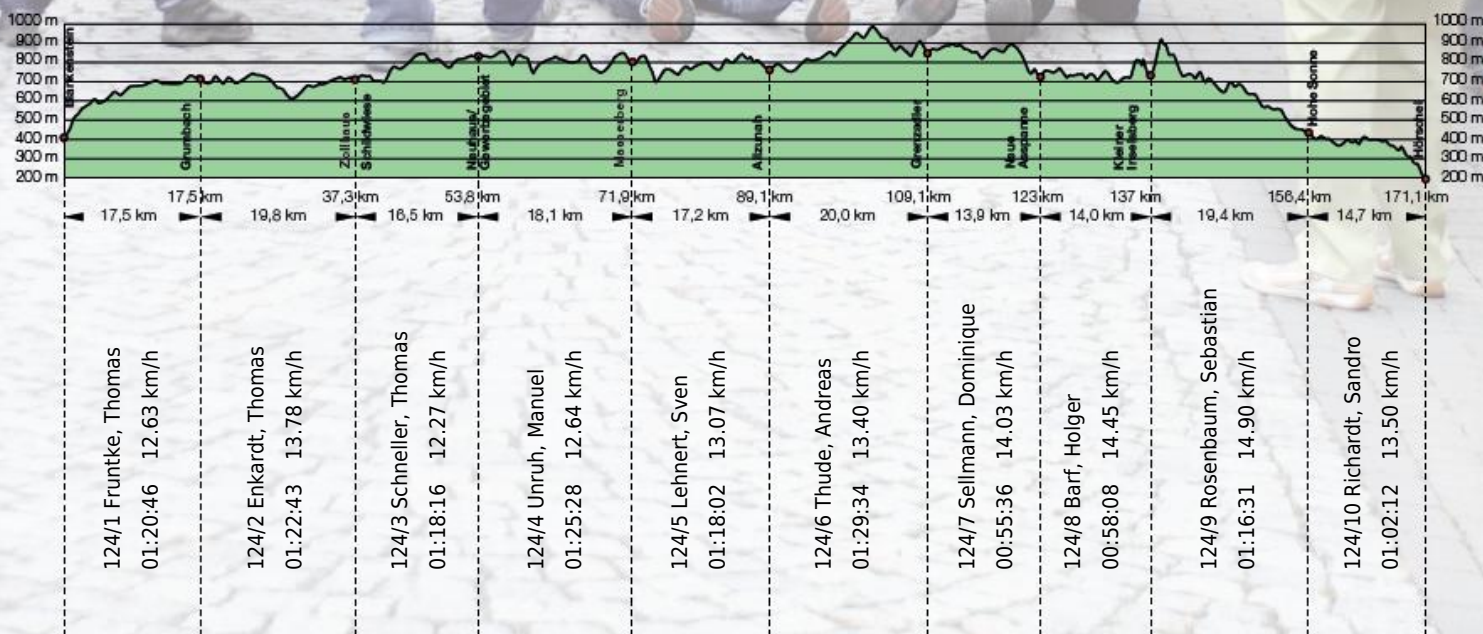 1000 m 1000 m
900 m 900 m
800 m 800 m
700 m 700 m
600 m 600 m
500 m 500 m
400 m 400 m
300 m 300 m
200 m 200 m
Blankenstein
Grumbach
Zollhaus
Schildwiese
Neuhaus/
Gewerbegebiet
Masserberg
Allzunah
Grenzadler
Neue
Ausspanne
Kleiner
Inselsberg
Hohe Sonne
Hörschel
17,5 km 37,3 km 53,8 km 71,9 km 89,1 km 109,1 km 123 km 137 km 156,4 km 171,1 km
17,5 km 19,8 km 16,5 km 18,1 km 17,2 km 20,0 km 13,9 km 14,0 km 19,4 km 14,7 km
124/1 Fruntke, Thomas
01:20:46 12.63 km/h
124/2 Enkardt, Thomas
01:22:43 13.78 km/h
124/3 Schneller, Thomas
01:18:16 12.27 km/h
124/4 Unruh, Manuel
01:25:28 12.64 km/h
124/5 Lehnert, Sven
01:18:02 13.07 km/h
124/6 Thude, Andreas
01:29:34 13.40 km/h
124/7 Sellmann, Dominique
00:55:36 14.03 km/h
124/8 Barf, Holger
00:58:08 14.45 km/h
124/9 Rosenbaum, Sebastian
01:16:31 14.90 km/h
124/10 Richardt, Sandro
01:02:12 13.50 km/h